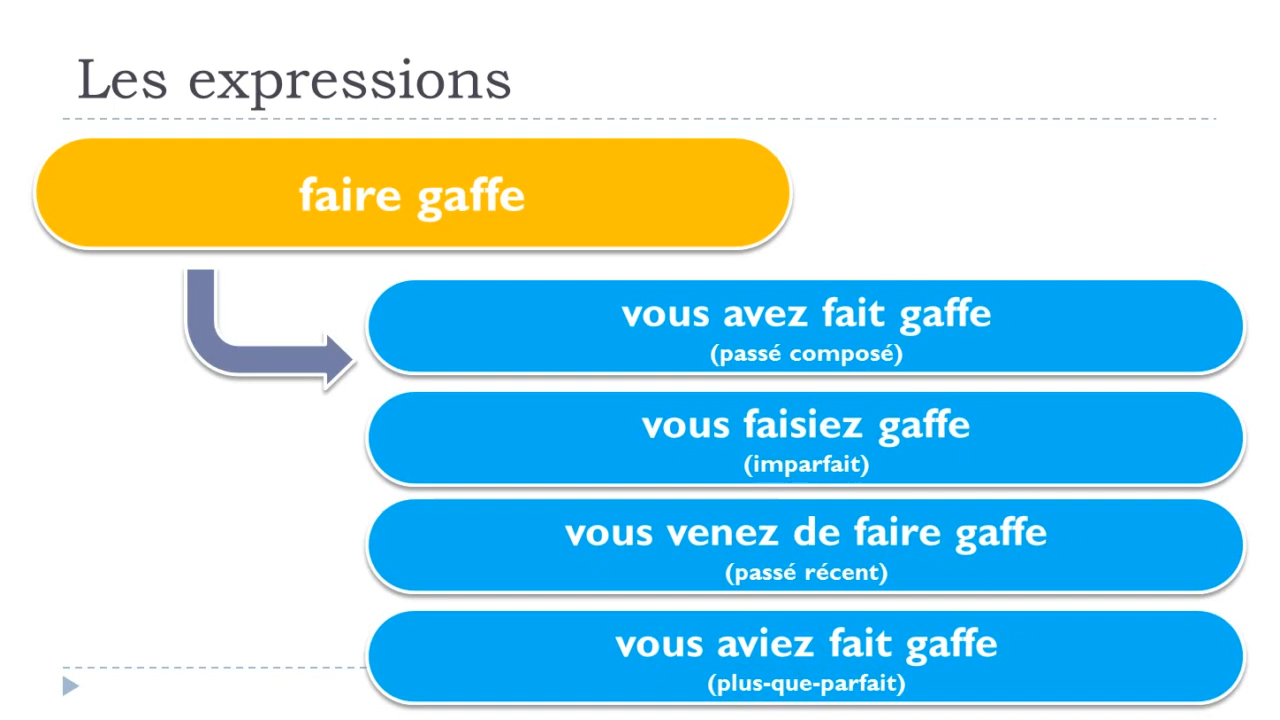 Les expressions
faire gaffe
vous avez fait gaffe
(passé composé)
vous faisiez gaffe
(imparfait)
vous venez de faire gaffe
(passé récent)
vous aviez fait gaffe
(plus-que-parfait)